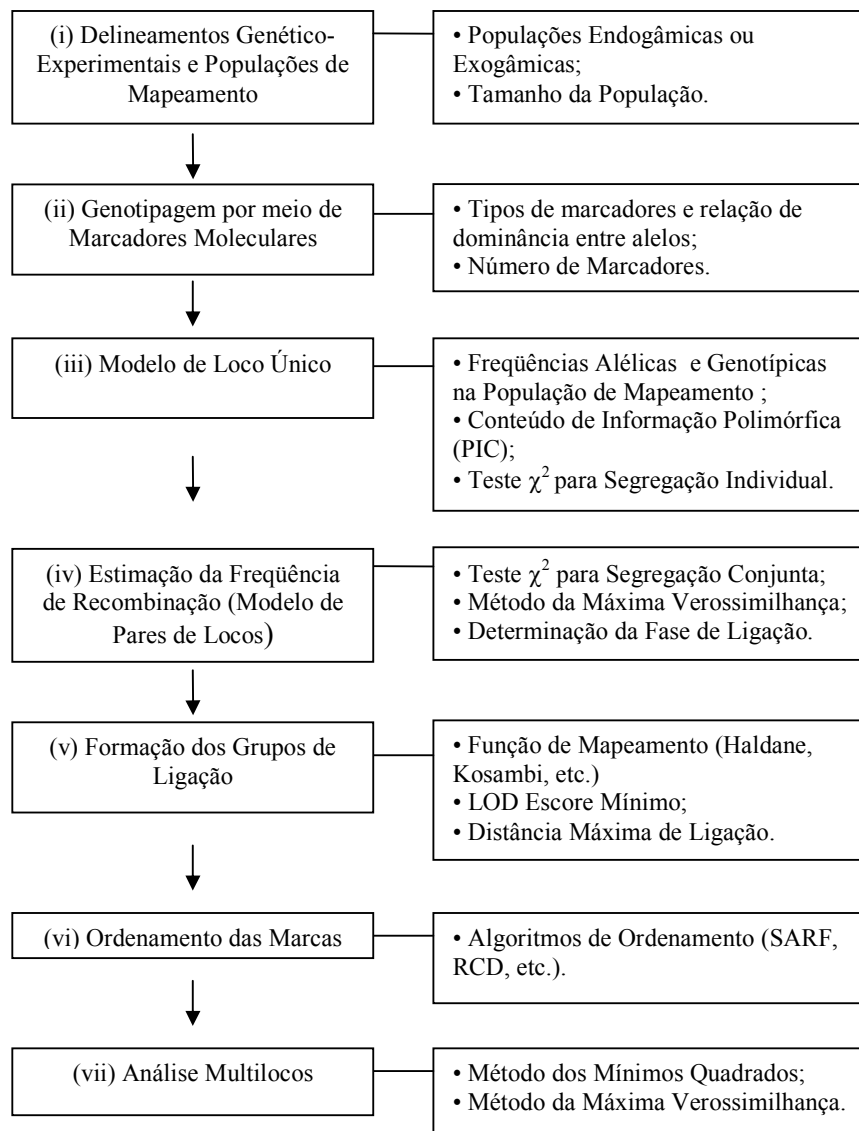 (i) Delineamentos Genético-
Experimentais e Populações de
Mapeamento
• Populações Endogâmicas ou
Exogâmicas;
• Tamanho da População.
(ii) Genotipagem por meio de
Marcadores Moleculares
• Tipos de marcadores e relação de
dominância entre alelos;
• Número de Marcadores.
(iii) Modelo de Loco Único
• Freqüências Alélicas e Genotípicas
na População de Mapeamento ;
• Conteúdo de Informação Polimórfica
(PIC);
• Teste χ² para Segregação Individual.
(iv) Estimação da Freqüência
de Recombinação (Modelo de
Pares de Locos)
• Teste χ² para Segregação Conjunta;
• Método da Máxima Verossimilhança;
• Determinação da Fase de Ligação.
(v) Formação dos Grupos de
Ligação
• Função de Mapeamento (Haldane,
Kosambi, etc.)
• LOD Escore Mínimo;
• Distância Máxima de Ligação.
(vi) Ordenamento das Marcas
• Algoritmos de Ordenamento (SARF,
RCD, etc.).
(vii) Análise Multilocos
• Método dos Mínimos Quadrados;
• Método da Máxima Verossimilhança.